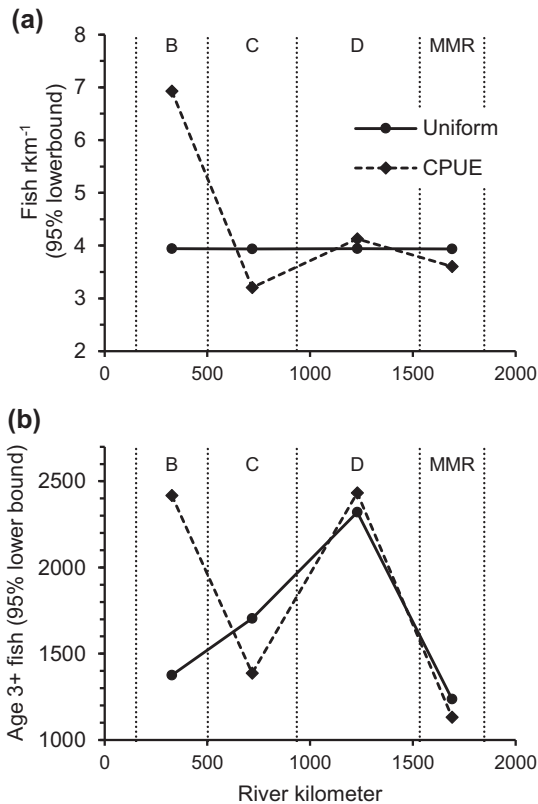 (a)
B C D MMR
8
7
6
5
4
3
2
Fish rkm⁻¹
(95% lowerbound)
Uniform
CPUE
0 500 1000 1500 2000
(b)
B C D MMR
2500
2000
1500
1000
Age 3+ fish (95% lower bound)
0 500 1000 1500 2000
River kilometer